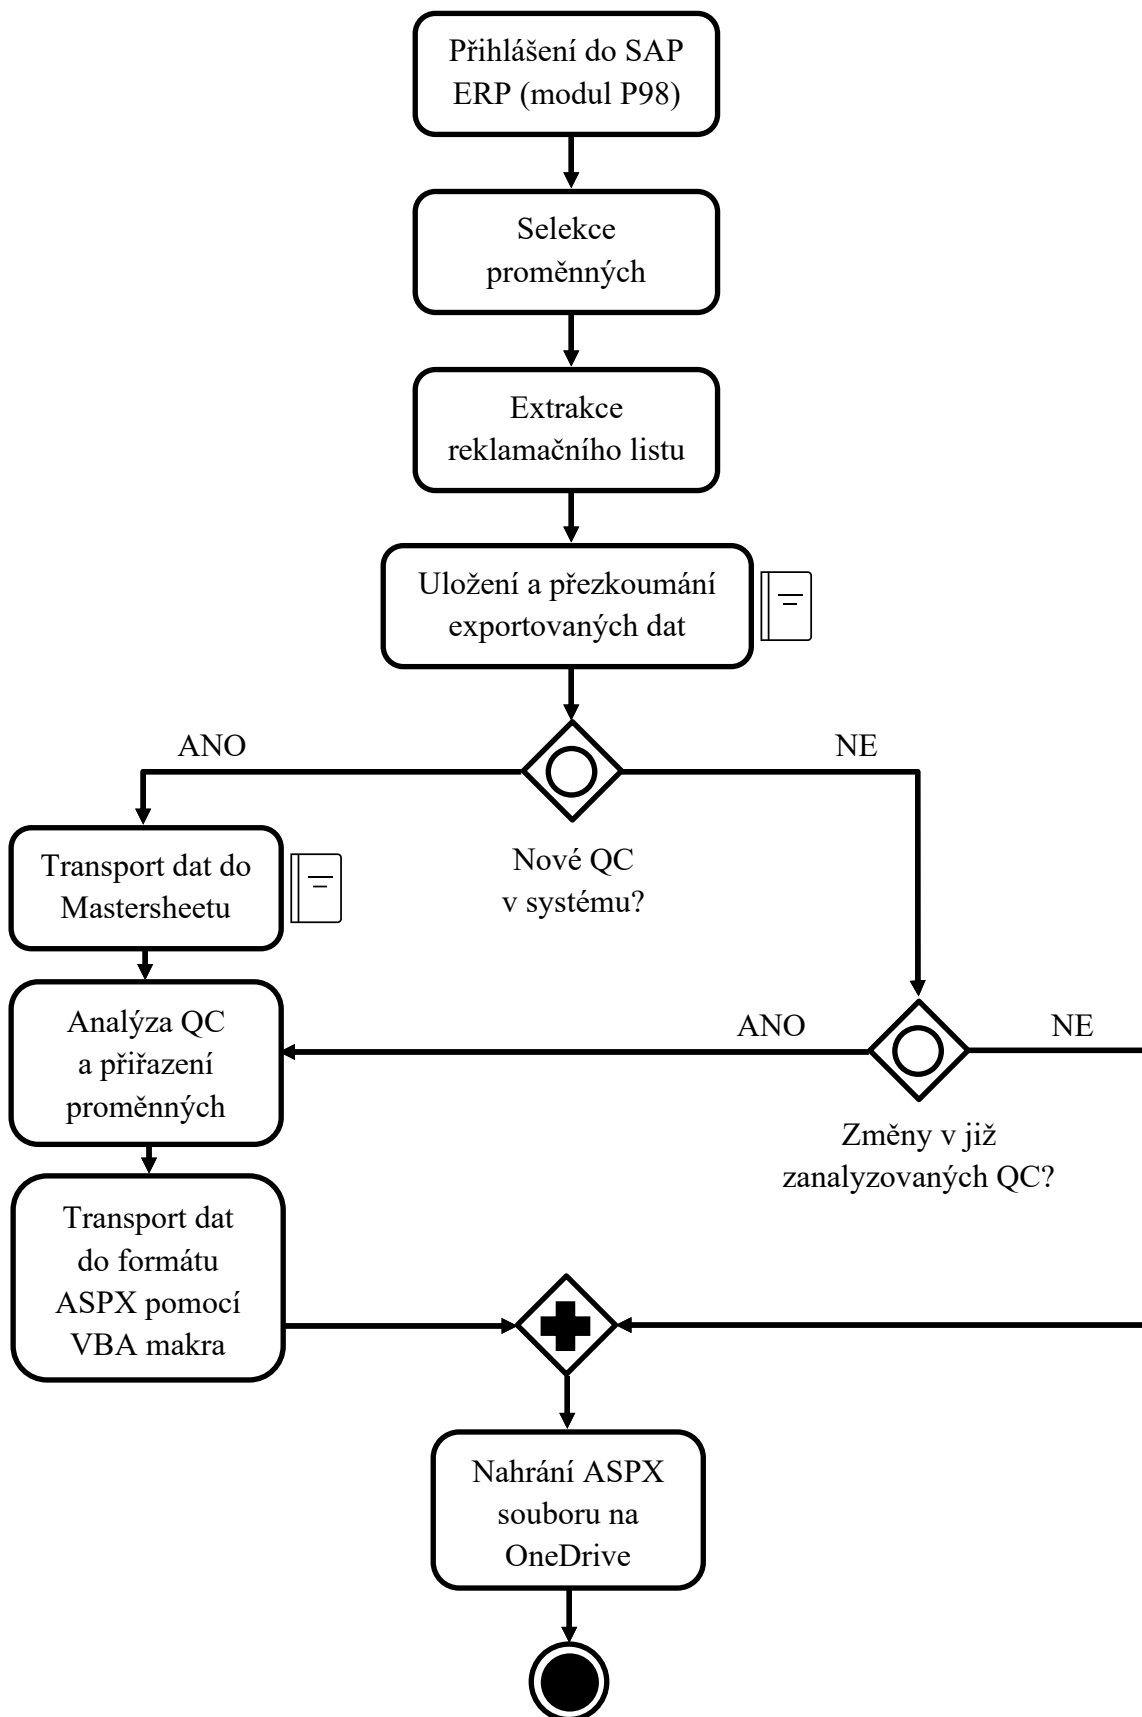 Přihlášení do SAP
ERP (modul P98)
Selekce
proměnných
Extrakce
reklamačního listu
Uložení a přezkoumání
exportovaných dat
ANO
NE
Nové QC
v systému?
Transport dat do
Mastersheetu
Analýza QC
a přiřazení
proměnných
ANO
NE
Změny v již
zanalyzovaných QC?
Transport dat
do formátu
ASPX pomocí
VBA makra
Nahrání ASPX
souboru na
OneDrive